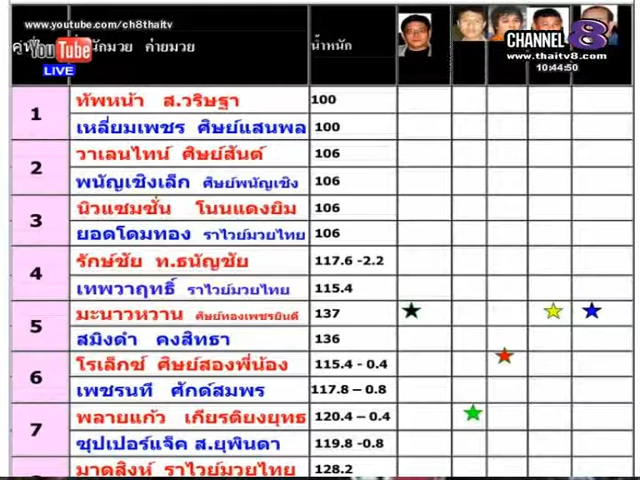 www.youtube.com/ch8thaitv
YouTube
LIVE
คู่ที่ นักมวย ค่ายมวย น้ำหนัก
CHANNEL 8
www.thaitv8.com
10:44:50
1
ทัพหน้า ส.วริษฐา 100
เหลี่ยมเพชร ศิษย์แสนพล 100
2
วาเลนไทน์ ศิษย์สันต์ 106
พนัญเชิงเล็ก ศิษย์พนัญเชิง 106
3
นิวแชมชั่น โนนแดงยิม 106
ยอดโดมทอง ราไวย์มวยไทย 106
4
รักษ์ชัย ท.ธนัญชัย 117.6 -2.2
เทพวาฤทธิ์ ราไวย์มวยไทย 115.4
5
มะนาวหวาน ศิษย์ทองเพชรยินดี 137
สมิงดำ คงสิทธา 136
6
โรเล็กซ์ ศิษย์สองพี่น้อง 115.4 - 0.4
เพชรนที ศักด์สมพร 117.8 – 0.8
7
พลายแก้ว เกียรติยงยุทธ 120.4 – 0.4
ซุปเปอร์แจ็ค ส.ยุพินดา 119.8 -0.8
มาดสิงห์ ราไวย์มวยไทย 128.2